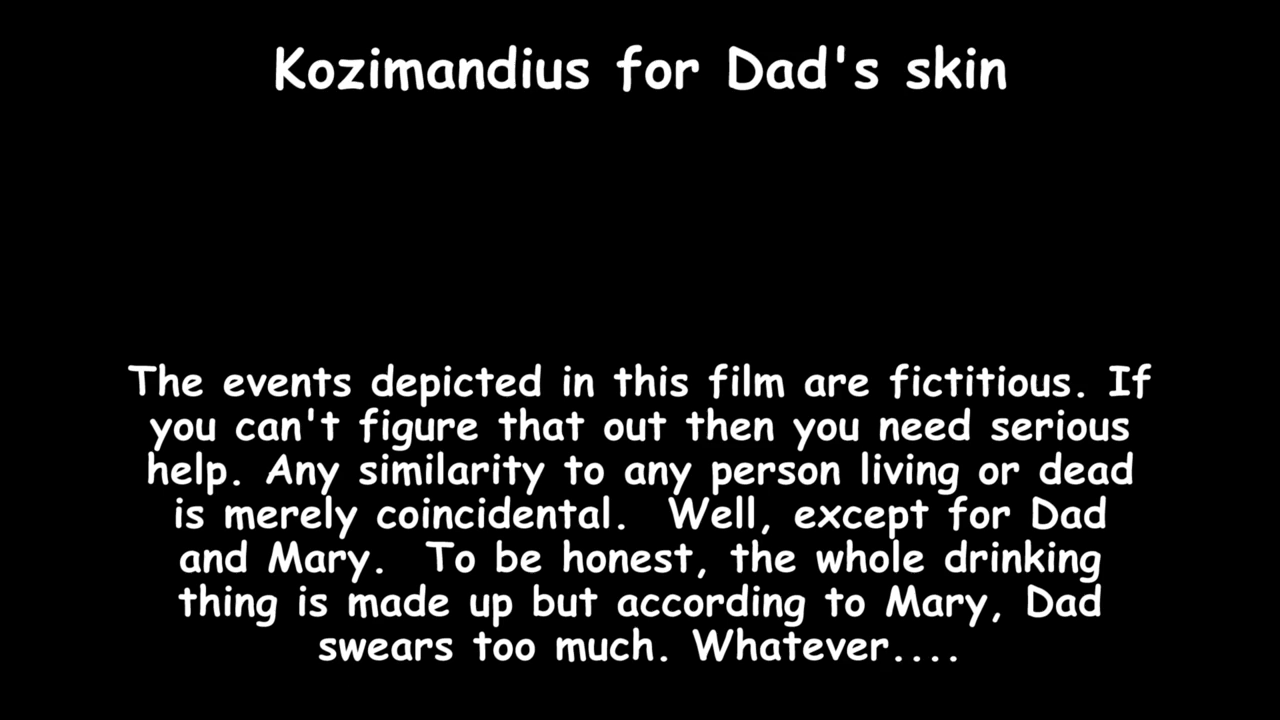 Kozimandius for Dad's skin
The events depicted in this film are fictitious. If
you can't figure that out then you need serious
help. Any similarity to any person living or dead
is merely coincidental.  Well, except for Dad
and Mary.  To be honest, the whole drinking
thing is made up but according to Mary, Dad
swears too much. Whatever....